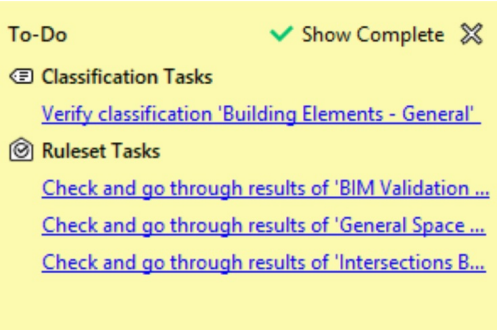 To-Do Show Complete
Classification Tasks
Verify classification 'Building Elements - General'
Ruleset Tasks
Check and go through results of 'BIM Validation ...
Check and go through results of 'General Space ...
Check and go through results of 'Intersections B...